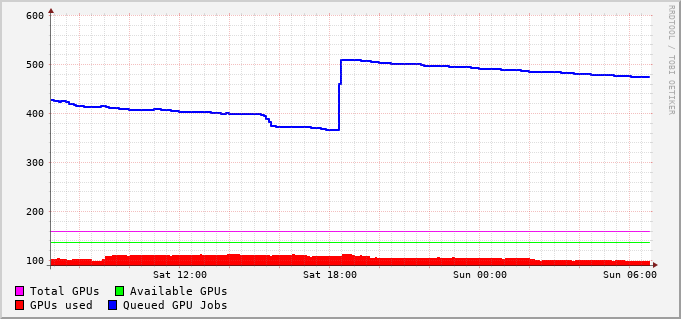 600
500
400
300
200
100
Sat 12:00 Sat 18:00 Sun 00:00 Sun 06:00
Total GPUs Available GPUs
GPUs used Queued GPU Jobs
RRDTOOL / TOBI OETIKER